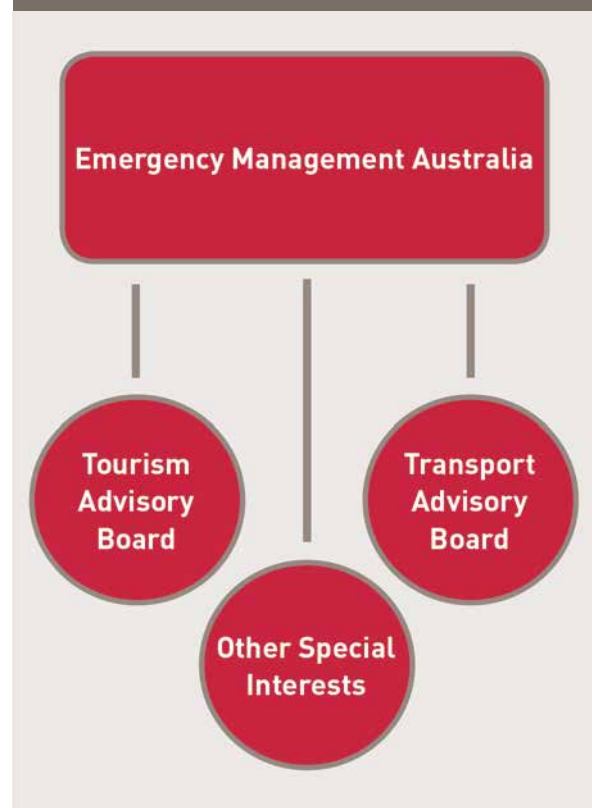 Emergency Management Australia
Tourism
Advisory
Board
Transport
Advisory
Board
Other Special
Interests